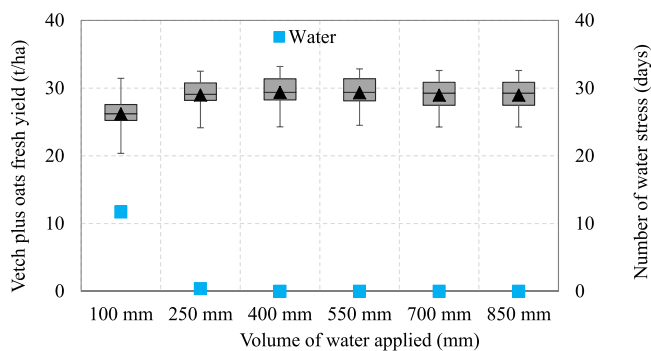 Water
Vetch plus oats fresh yield (t/ha)
40
30
20
10
0
40
30
20
10
0
Number of water stress (days)
100 mm 250 mm 400 mm 550 mm 700 mm 850 mm
Volume of water applied (mm)